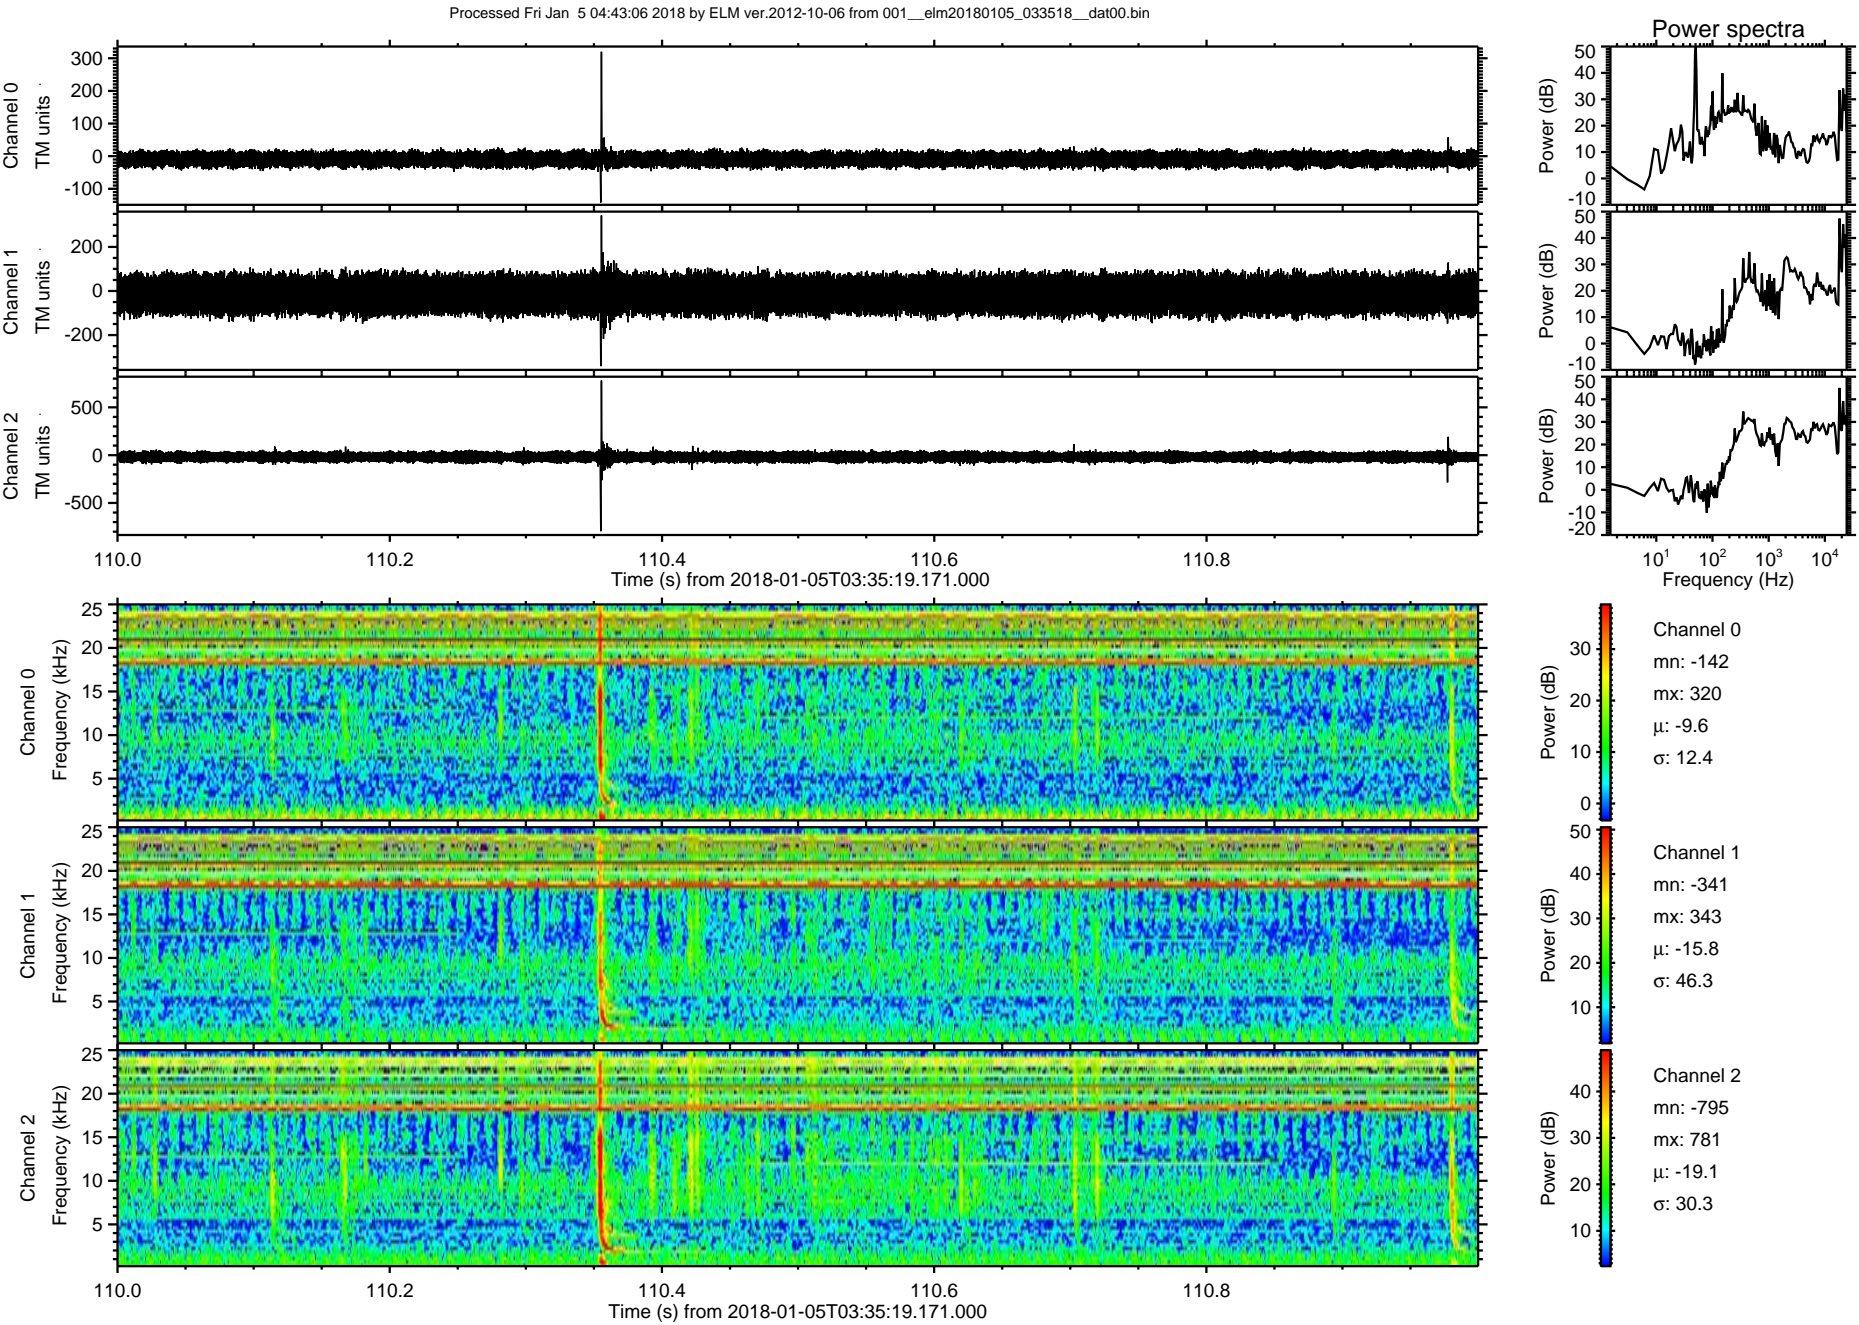 Processed Fri Jan  5 04:43:06 2018 by ELM ver.2012-10-06 from 001__elm20180105_033518__dat00.bin
Power spectra
Channel 0
TM units
300
200
100
0
-100
Power (dB)
50
40
30
20
10
0
-10
Channel 1
TM units
200
0
-200
Power (dB)
50
40
30
20
10
0
-10
Channel 2
TM units
500
0
-500
Power (dB)
50
40
30
20
10
0
-10
-20
110.0 110.2 110.4 110.6 110.8
Time (s) from 2018-01-05T03:35:19.171.000
10^1 10^2 10^3 10^4
Frequency (Hz)
Channel 0
Frequency (kHz)
25
20
15
10
5
Power (dB)
30
20
10
0
Channel 0
mn: -142
mx: 320
μ: -9.6
σ: 12.4
Channel 1
Frequency (kHz)
25
20
15
10
5
Power (dB)
50
40
30
20
10
Channel 1
mn: -341
mx: 343
μ: -15.8
σ: 46.3
Channel 2
Frequency (kHz)
25
20
15
10
5
Power (dB)
40
30
20
10
Channel 2
mn: -795
mx: 781
μ: -19.1
σ: 30.3
110.0 110.2 110.4 110.6 110.8
Time (s) from 2018-01-05T03:35:19.171.000